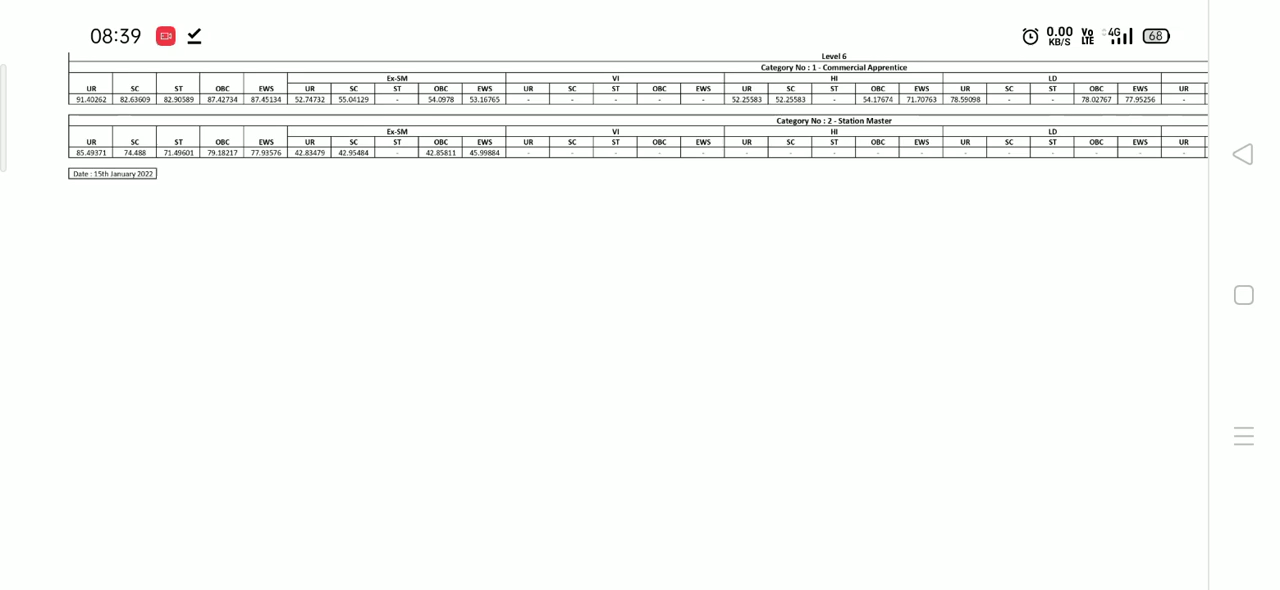 08:39 0.00 KB/S Vo LTE 4G 68
Level 6
Category No : 1 - Commercial Apprentice
Ex-SM VI HI LD
UR SC ST OBC EWS UR SC ST OBC EWS UR SC ST OBC EWS UR SC ST OBC EWS UR SC ST OBC EWS UR
91.40262 82.63609 82.90589 87.42734 87.45134 52.74732 55.04129 - 54.0978 53.16765 - - - - - 52.25583 52.25583 - 54.17674 71.70763 78.59098 - - 78.02767 77.95256 -
Category No : 2 - Station Master
Ex-SM VI HI LD
UR SC ST OBC EWS UR SC ST OBC EWS UR SC ST OBC EWS UR SC ST OBC EWS UR SC ST OBC EWS UR
85.49371 74.488 71.49601 79.18217 77.93576 42.83479 42.95484 - 42.85811 45.99884 - - - - - - - - - - - - - - - -
Date : 15th January 2022